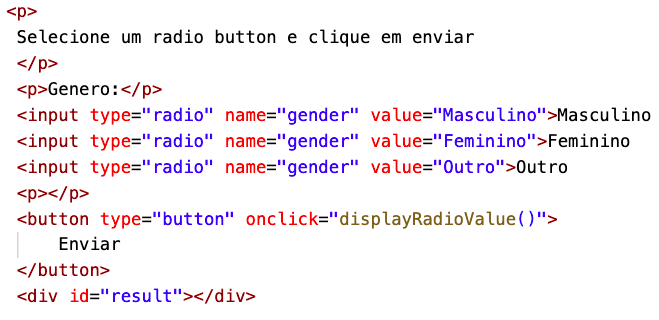 <p>
Selecione um radio button e clique em enviar
</p>
<p>Genero:</p>
<input type="radio" name="gender" value="Masculino">Masculino
<input type="radio" name="gender" value="Feminino">Feminino
<input type="radio" name="gender" value="Outro">Outro
<p></p>
<button type="button" onclick="displayRadioValue()">
Enviar
</button>
<div id="result"></div>